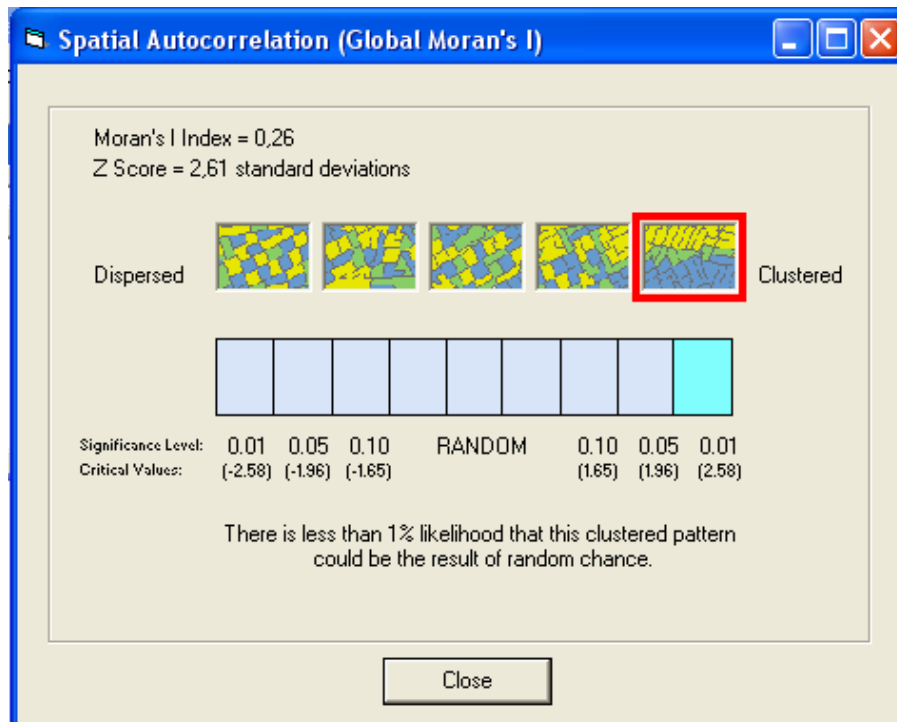 Spatial Autocorrelation (Global Moran's I)
Moran's I Index = 0,26
Z Score = 2,61 standard deviations
Dispersed
Clustered
Significance Level: 0.01 0.05 0.10 RANDOM 0.10 0.05 0.01
Critical Values: (-2.58) (-1.96) (-1.65) (1.65) (1.96) (2.58)
There is less than 1% likelihood that this clustered pattern
could be the result of random chance.
Close